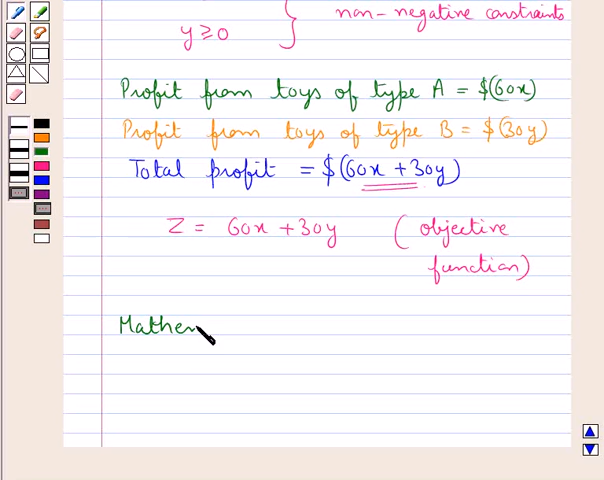 non-negative constraints
y ≥ 0
Profit from toys of type A = $(60x)
Profit from toys of type B = $(30y)
Total profit = $(60x + 30y)
Z = 60x + 30y (objective
function)
Mathem